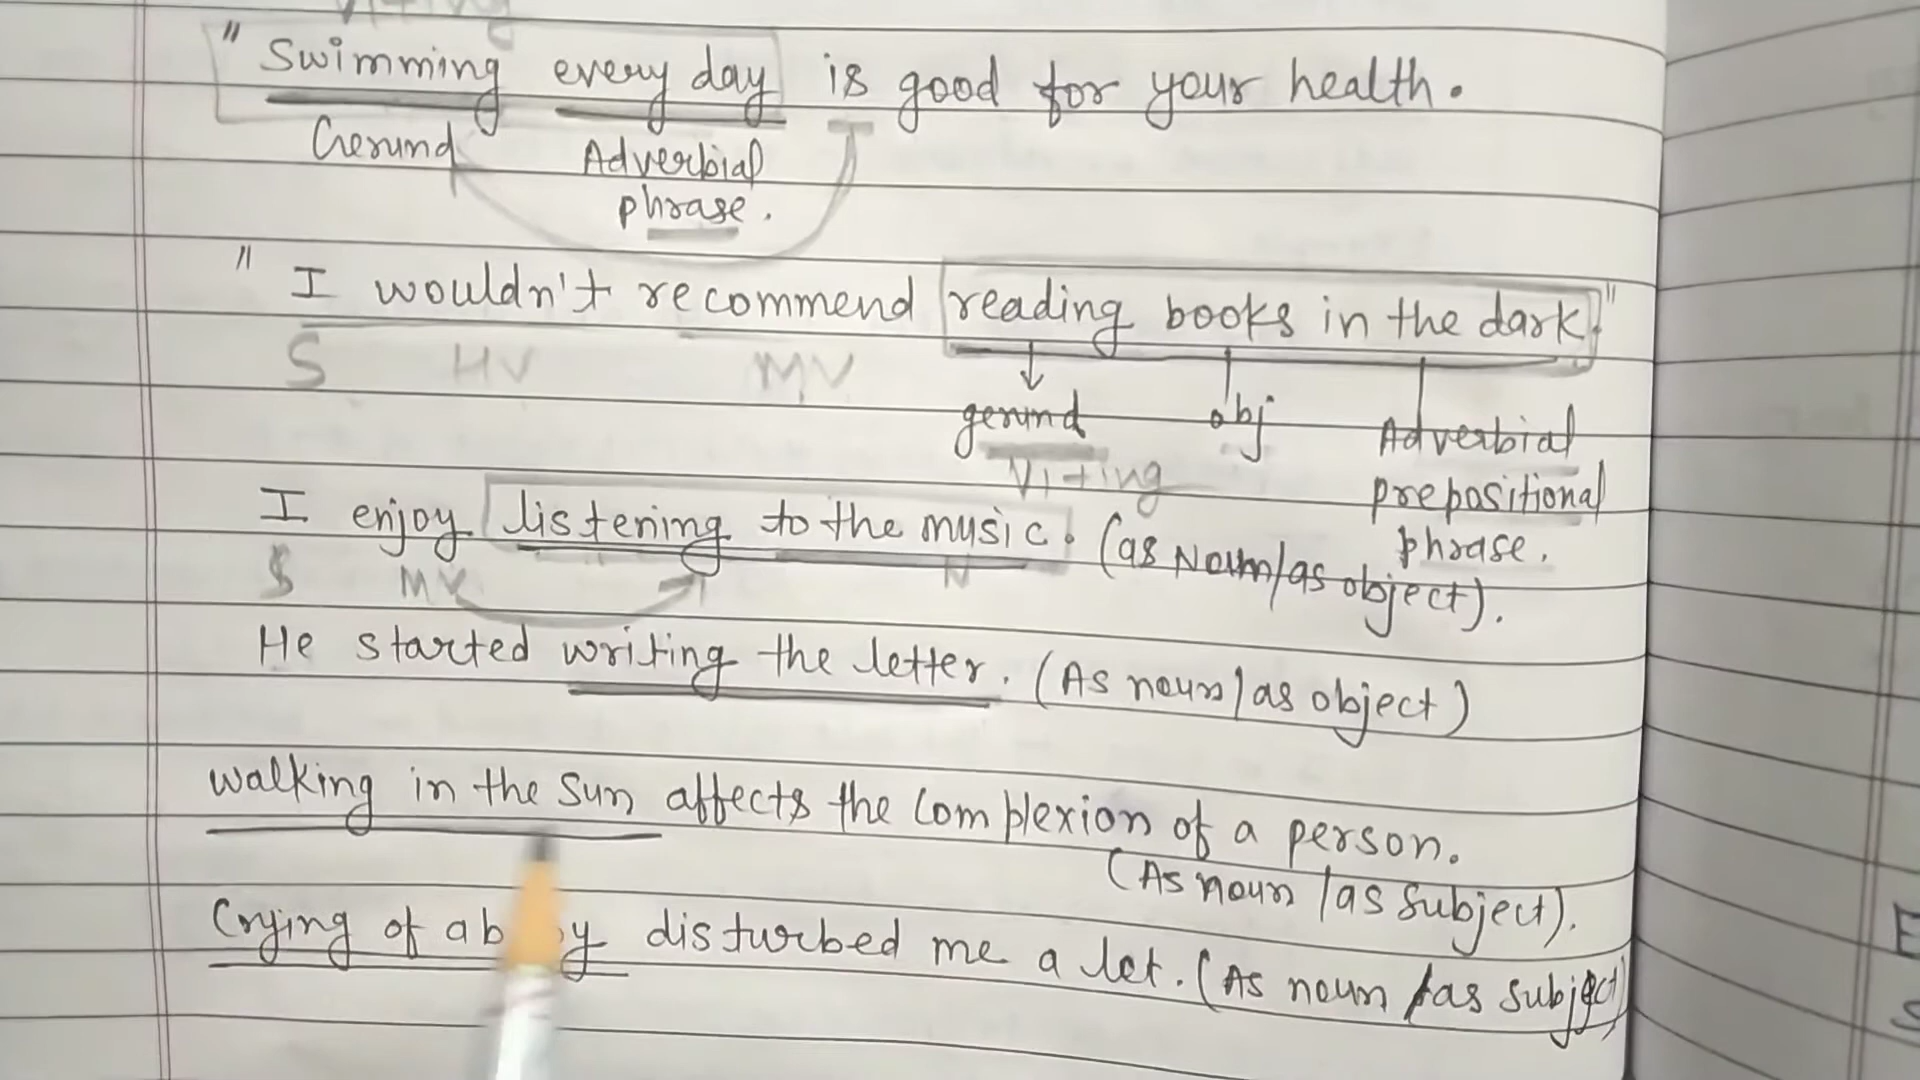 V1+ing
"Swimming every day is good for your health.
Gerund Adverbial
phrase.
"I wouldn't recommend reading books in the dark."
S HV MV
gerund obj Adverbial
V1+ing prepositional
phrase.
I enjoy listening to the music. (as Noun/as object).
S MV N
He started writing the letter. (As noun/as object)
walking in the sun affects the complexion of a person.
(As noun/as subject).
Crying of a disturbed me a lot. (As noun/as subject